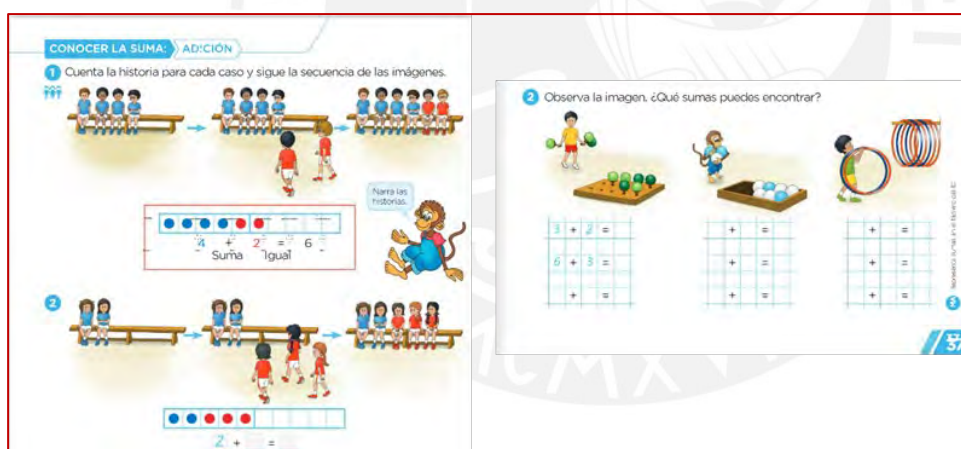 CONOCER LA SUMA: ADICIÓN
1 Cuenta la historia para cada caso y sigue la secuencia de las imágenes.
Narra las
historias.
4 + 2 = 6
Suma Igual
2
2 + =
2 Observa la imagen. ¿Qué sumas puedes encontrar?
3 + 2 =
+ =
+ =
6 + 3 =
+ =
+ =
+ =
+ =
+ =